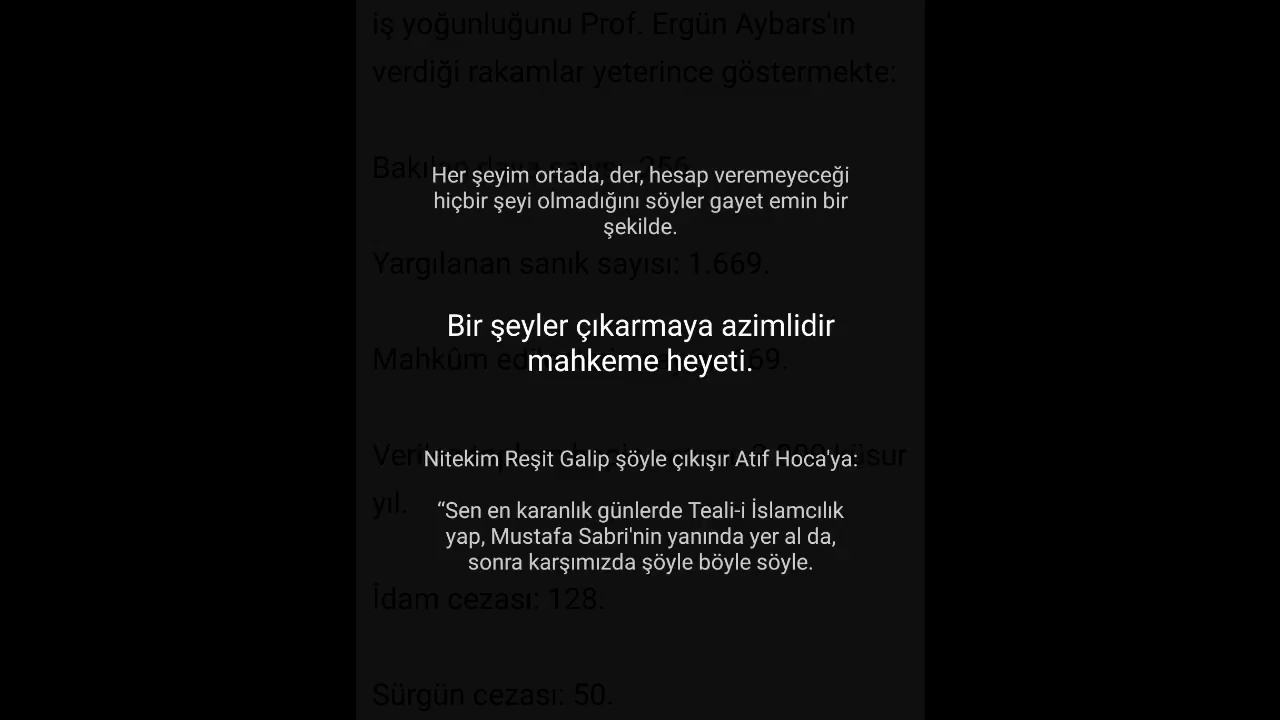 iş yoğunluğunu Prof. Ergün Aybars'ın
verdiği rakamlar yeterince göstermekte:
Her şeyim ortada, der, hesap veremeyeceği
hiçbir şeyi olmadığını söyler gayet emin bir
şekilde.
Yargılanan sanık sayısı: 1.669.
Bir şeyler çıkarmaya azimlidir
mahkeme heyeti.
Mahkûm
Nitekim Reşit Galip şöyle çıkışır Atıf Hoca'ya:
yıl.
“Sen en karanlık günlerde Teali-i İslamcılık
yap, Mustafa Sabri'nin yanında yer al da,
sonra karşımızda şöyle böyle söyle.
İdam cezası: 128.
Sürgün cezası: 50.